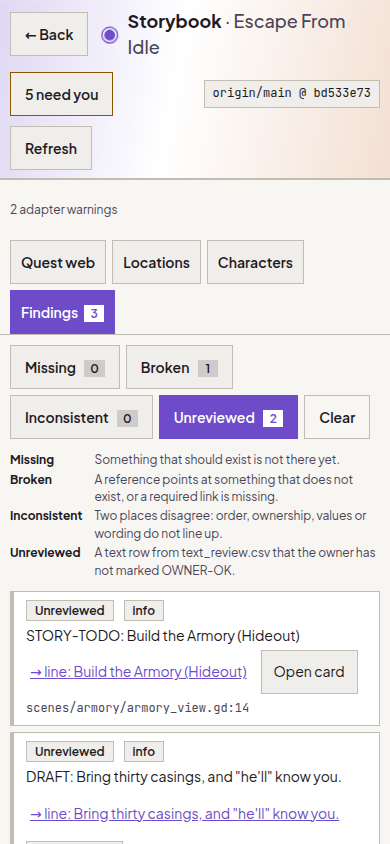 ← Back
Storybook · Escape From
Idle
5 need you
origin/main @ bd533e73
Refresh
2 adapter warnings
Quest web
Locations
Characters
Findings 3
Missing 0
Broken 1
Inconsistent 0
Unreviewed 2
Clear
Missing Something that should exist is not there yet.
Broken A reference points at something that does not
exist, or a required link is missing.
Inconsistent Two places disagree: order, ownership, values or
wording do not line up.
Unreviewed A text row from text_review.csv that the owner has
not marked OWNER-OK.
Unreviewed info
STORY-TODO: Build the Armory (Hideout)
→ line: Build the Armory (Hideout)
Open card
scenes/armory/armory_view.gd:14
Unreviewed info
DRAFT: Bring thirty casings, and "he'll" know you.
→ line: Bring thirty casings, and "he'll" know you.